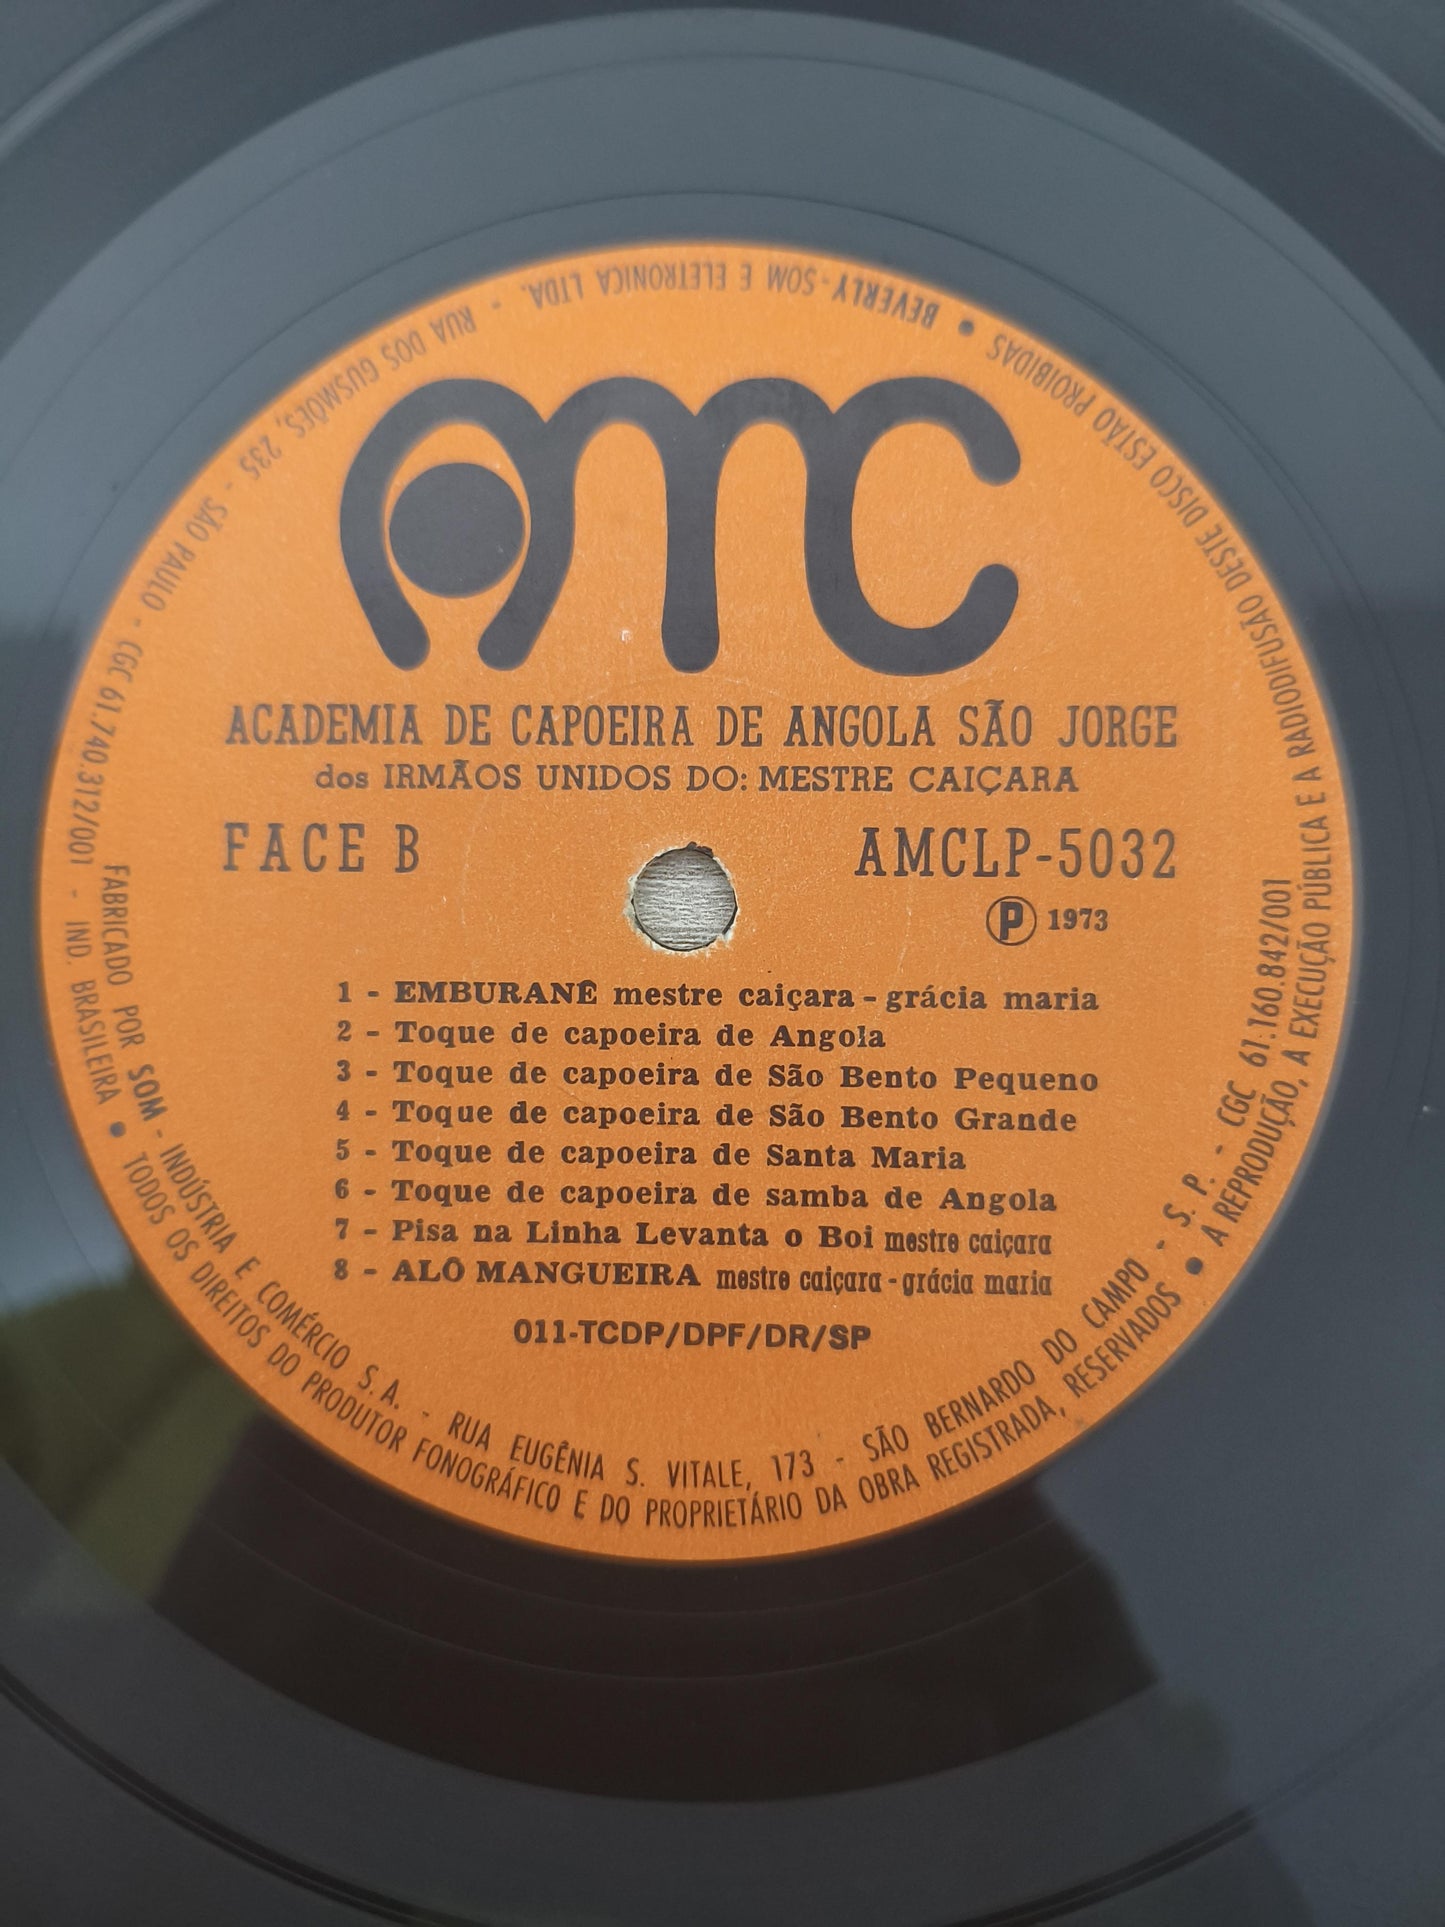 AMC
ACADEMIA DE CAPOEIRA DE ANGOLA SÃO JORGE
dos IRMÃOS UNIDOS DO: MESTRE CAIÇARA
FACE B
AMCLP-5032
Ⓟ 1973
1 - EMBURANÊ mestre caiçara - grácia maria
2 - Toque de capoeira de Angola
3 - Toque de capoeira de São Bento Pequeno
4 - Toque de capoeira de São Bento Grande
5 - Toque de capoeira de Santa Maria
6 - Toque de capoeira de samba de Angola
7 - Pisa na Linha Levanta o Boi mestre caiçara
8 - ALÔ MANGUEIRA mestre caiçara - grácia maria
011-TCDP/DPF/DR/SP
FABRICADO POR SOM - INDÚSTRIA E COMÉRCIO S.A. - RUA EUGÊNIA S. VITALE, 173 - SÃO BERNARDO DO CAMPO - S. P. - CGC 61.160.842/001
BEVERLY - SOM E ELETRONICA LTDA. - RUA DOS GUSMÕES, 235 - SÃO PAULO - CGC 61.740.312/001 - IND. BRASILEIRA • TODOS OS DIREITOS DO PRODUTOR FONOGRÁFICO E DO PROPRIETÁRIO DA OBRA REGISTRADA, RESERVADOS • A REPRODUÇÃO, A EXECUÇÃO PÚBLICA E A RADIODIFUSÃO DESTE DISCO ESTÃO PROIBIDAS •